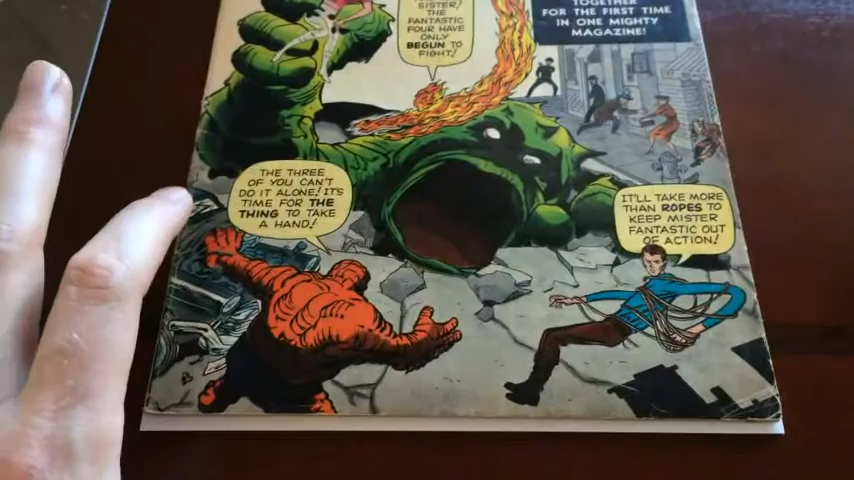 SISTER,
THE
FANTASTIC
FOUR HAVE
ONLY
BEGUN TO
FIGHT!
TOGETHER
FOR THE FIRST TIME
IN ONE MIGHTY
MAGAZINE!
THE THREE
OF YOU CAN'T
DO IT ALONE! IT'S
TIME FOR THE
THING TO TAKE
A HAND!
IT'LL TAKE MORE
THAN ROPES TO
KEEP MISTER
FANTASTIC OUT
OF ACTION!